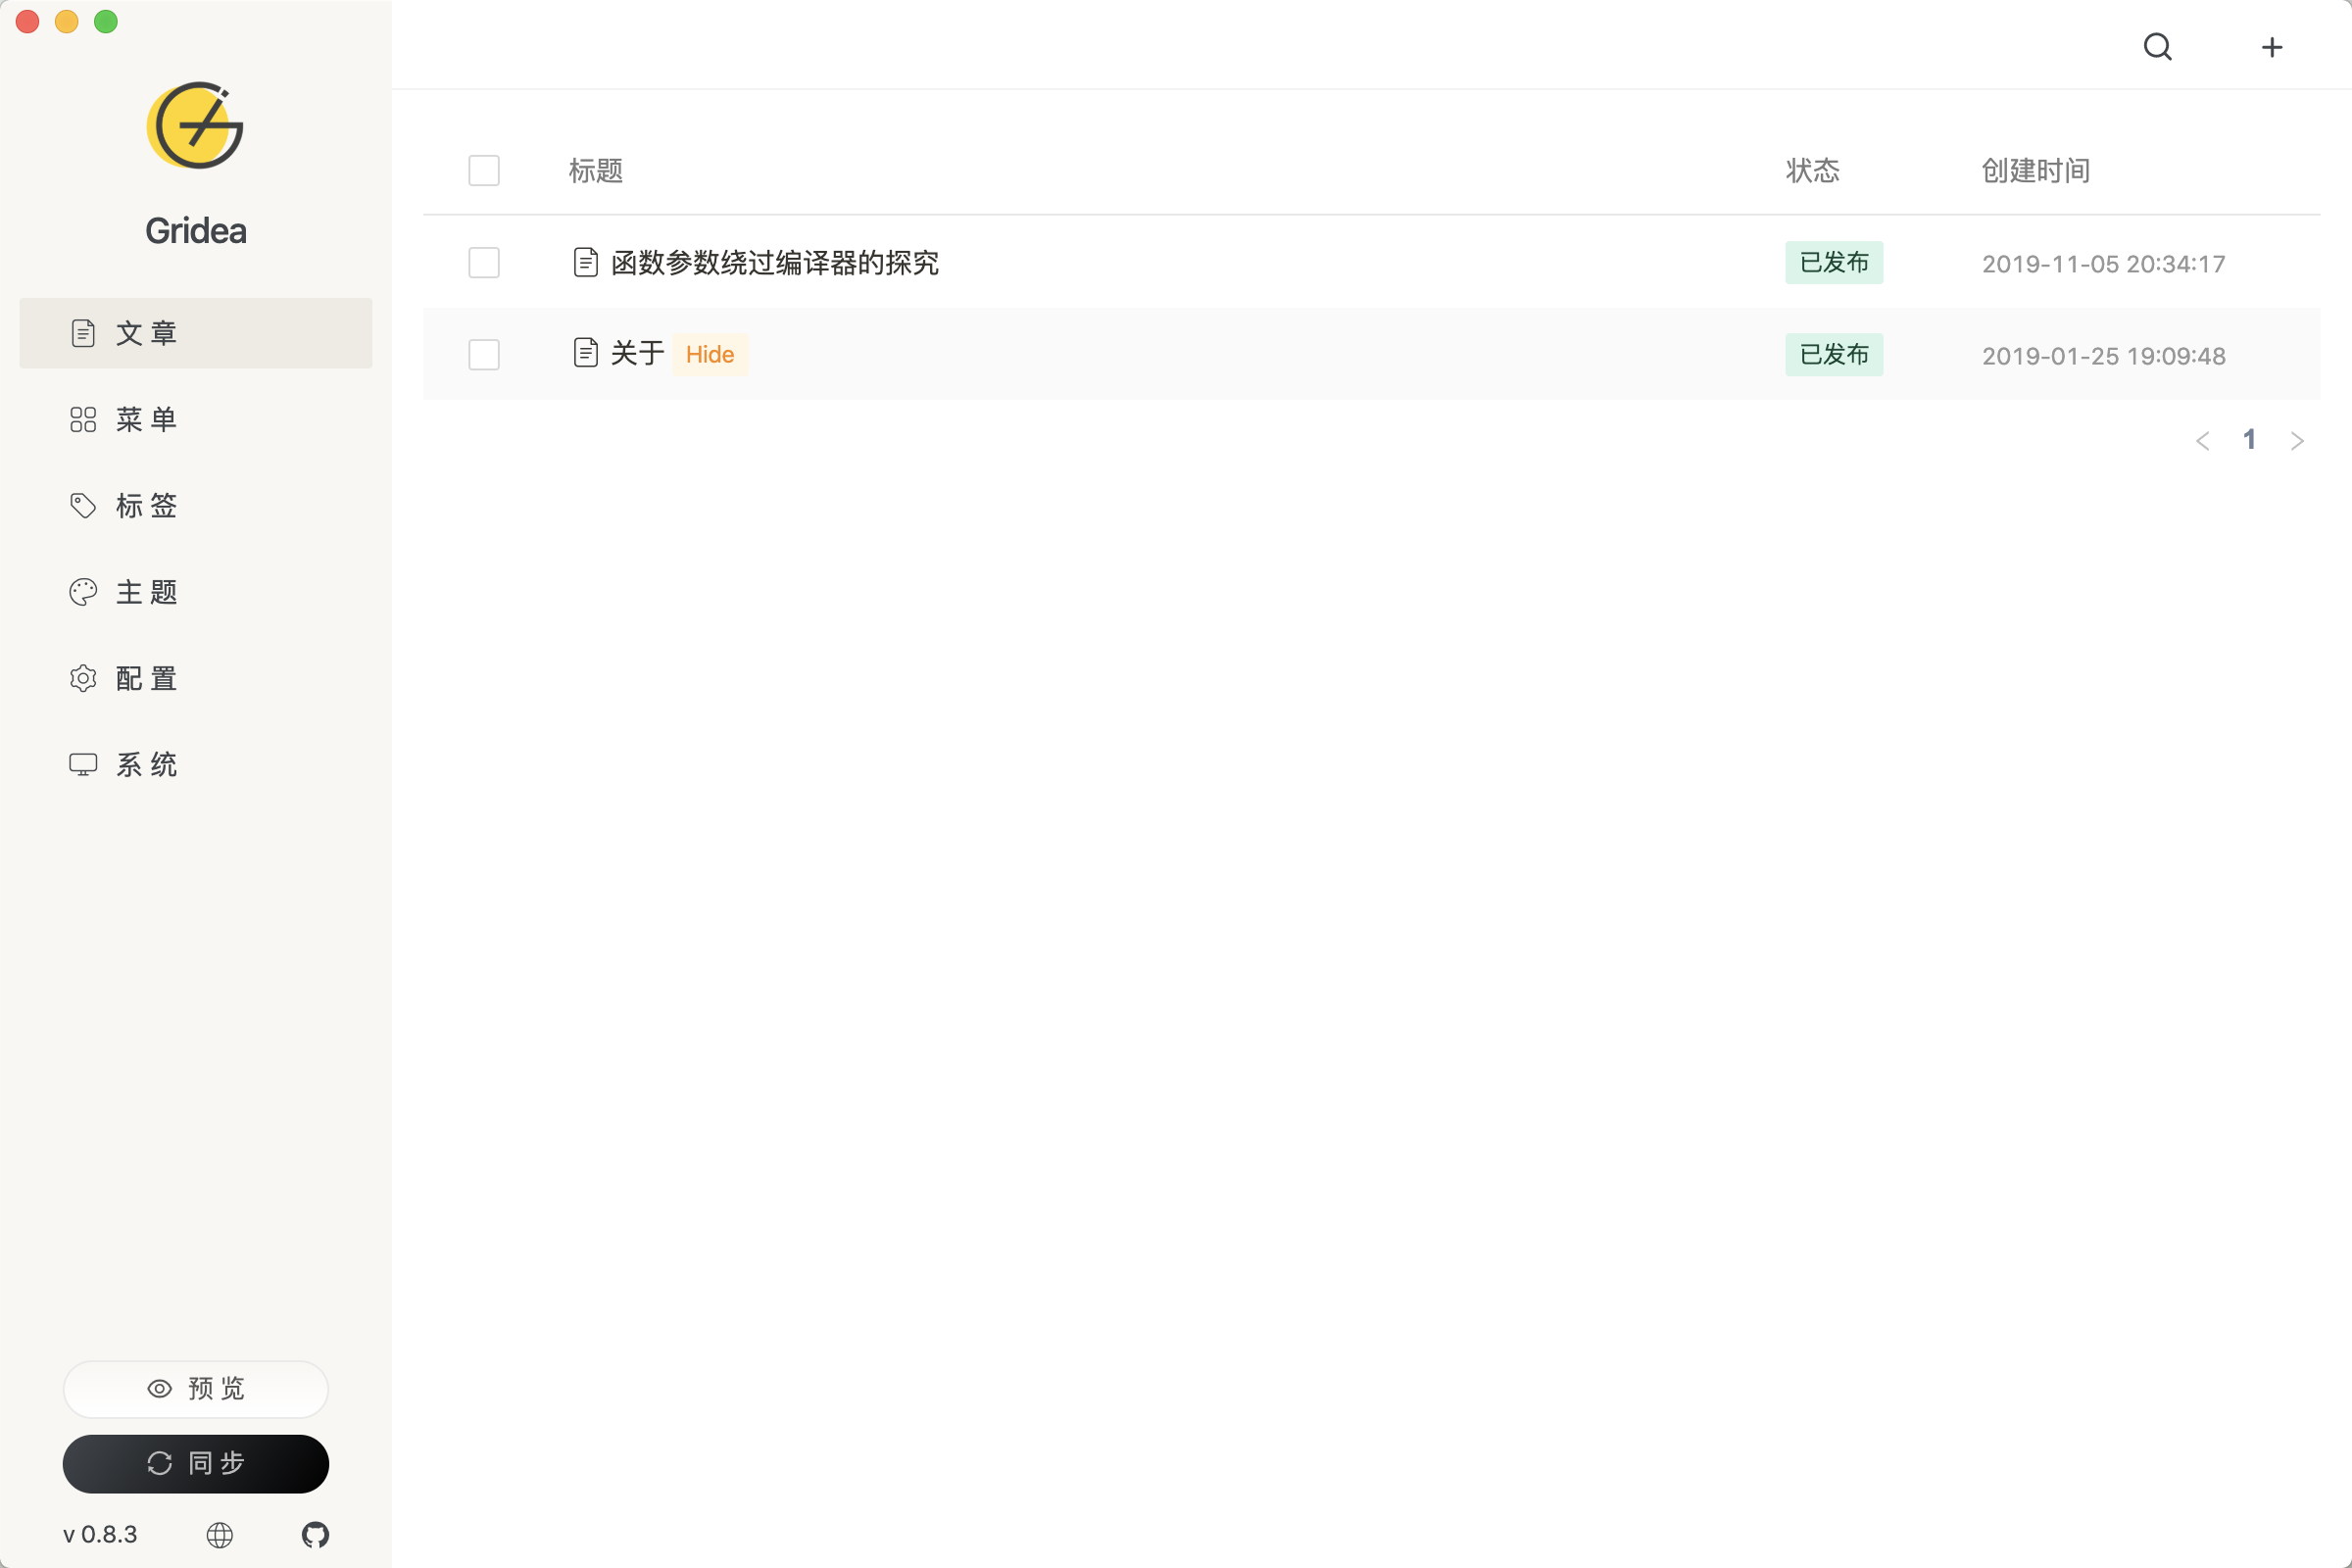 Gridea
文章
菜单
标签
主题
配置
系统
预览
同步
v 0.8.3
标题 状态 创建时间
函数参数绕过编译器的探究 已发布 2019-11-05 20:34:17
关于 Hide 已发布 2019-01-25 19:09:48
1